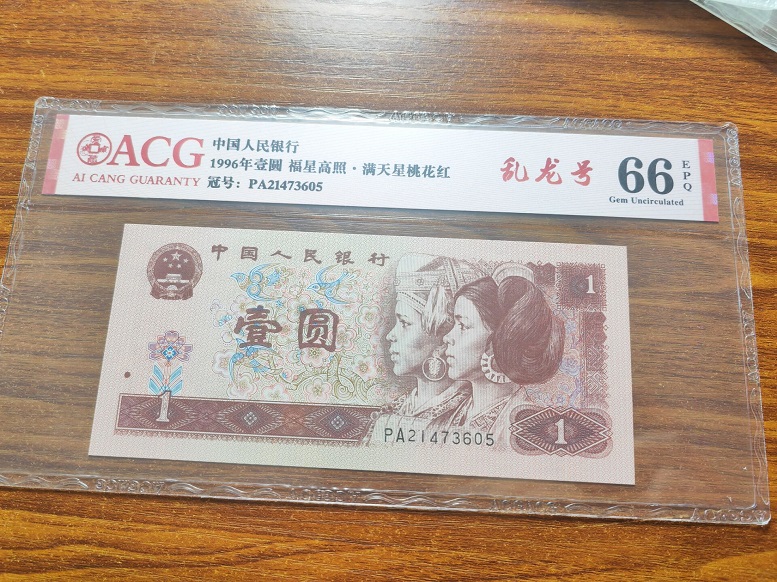 ACG
AI CANG GUARANTY
中国人民银行
1996年壹圆 福星高照·满天星桃花红
冠号：PA21473605
乱龙号
66
EPQ
Gem Uncirculated
中国人民银行
壹圆
1
1
PA21473605
1